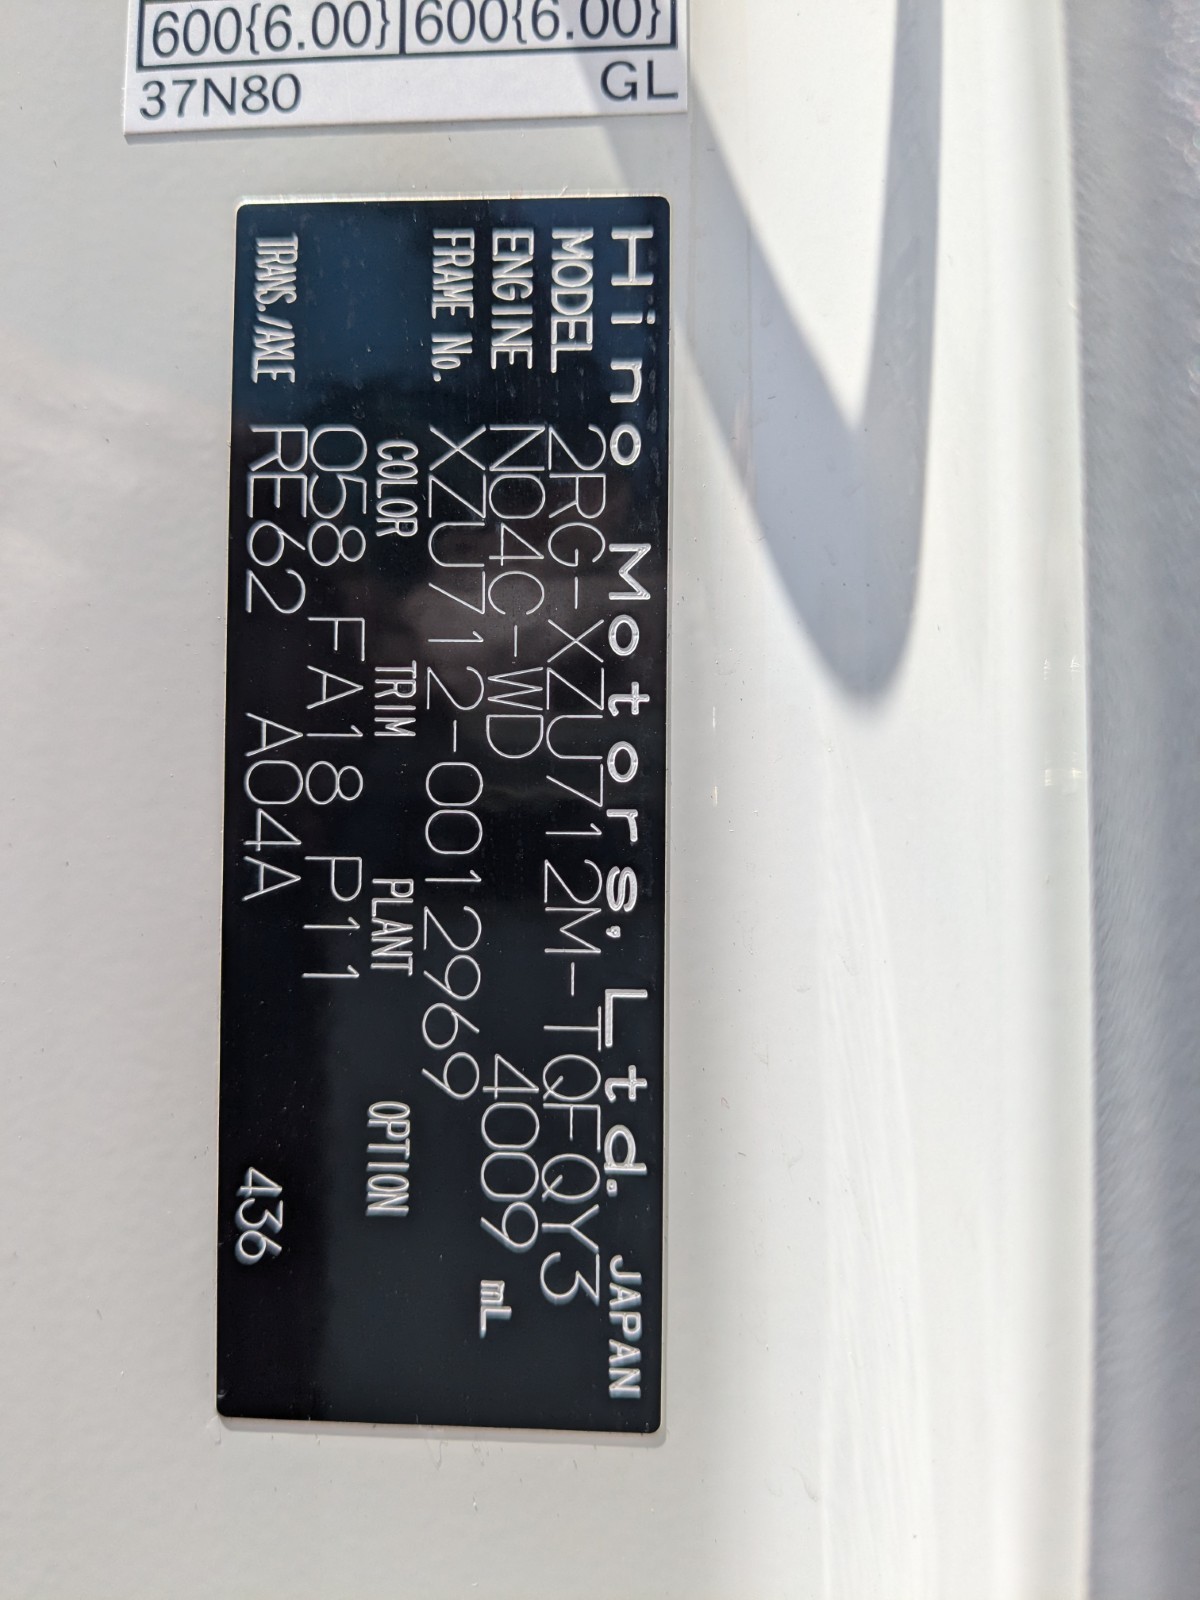 600{6.00} 600{6.00}
37N80 GL
Hino Motors, Ltd. JAPAN
MODEL 2RG-XZU712M-TQFQY3
ENGINE N04C-WD 4009 mL
FRAME No. XZU712-0012969
COLOR TRIM PLANT OPTION
058 FA18 P11
TRANS./AXLE RE62 A04A 436